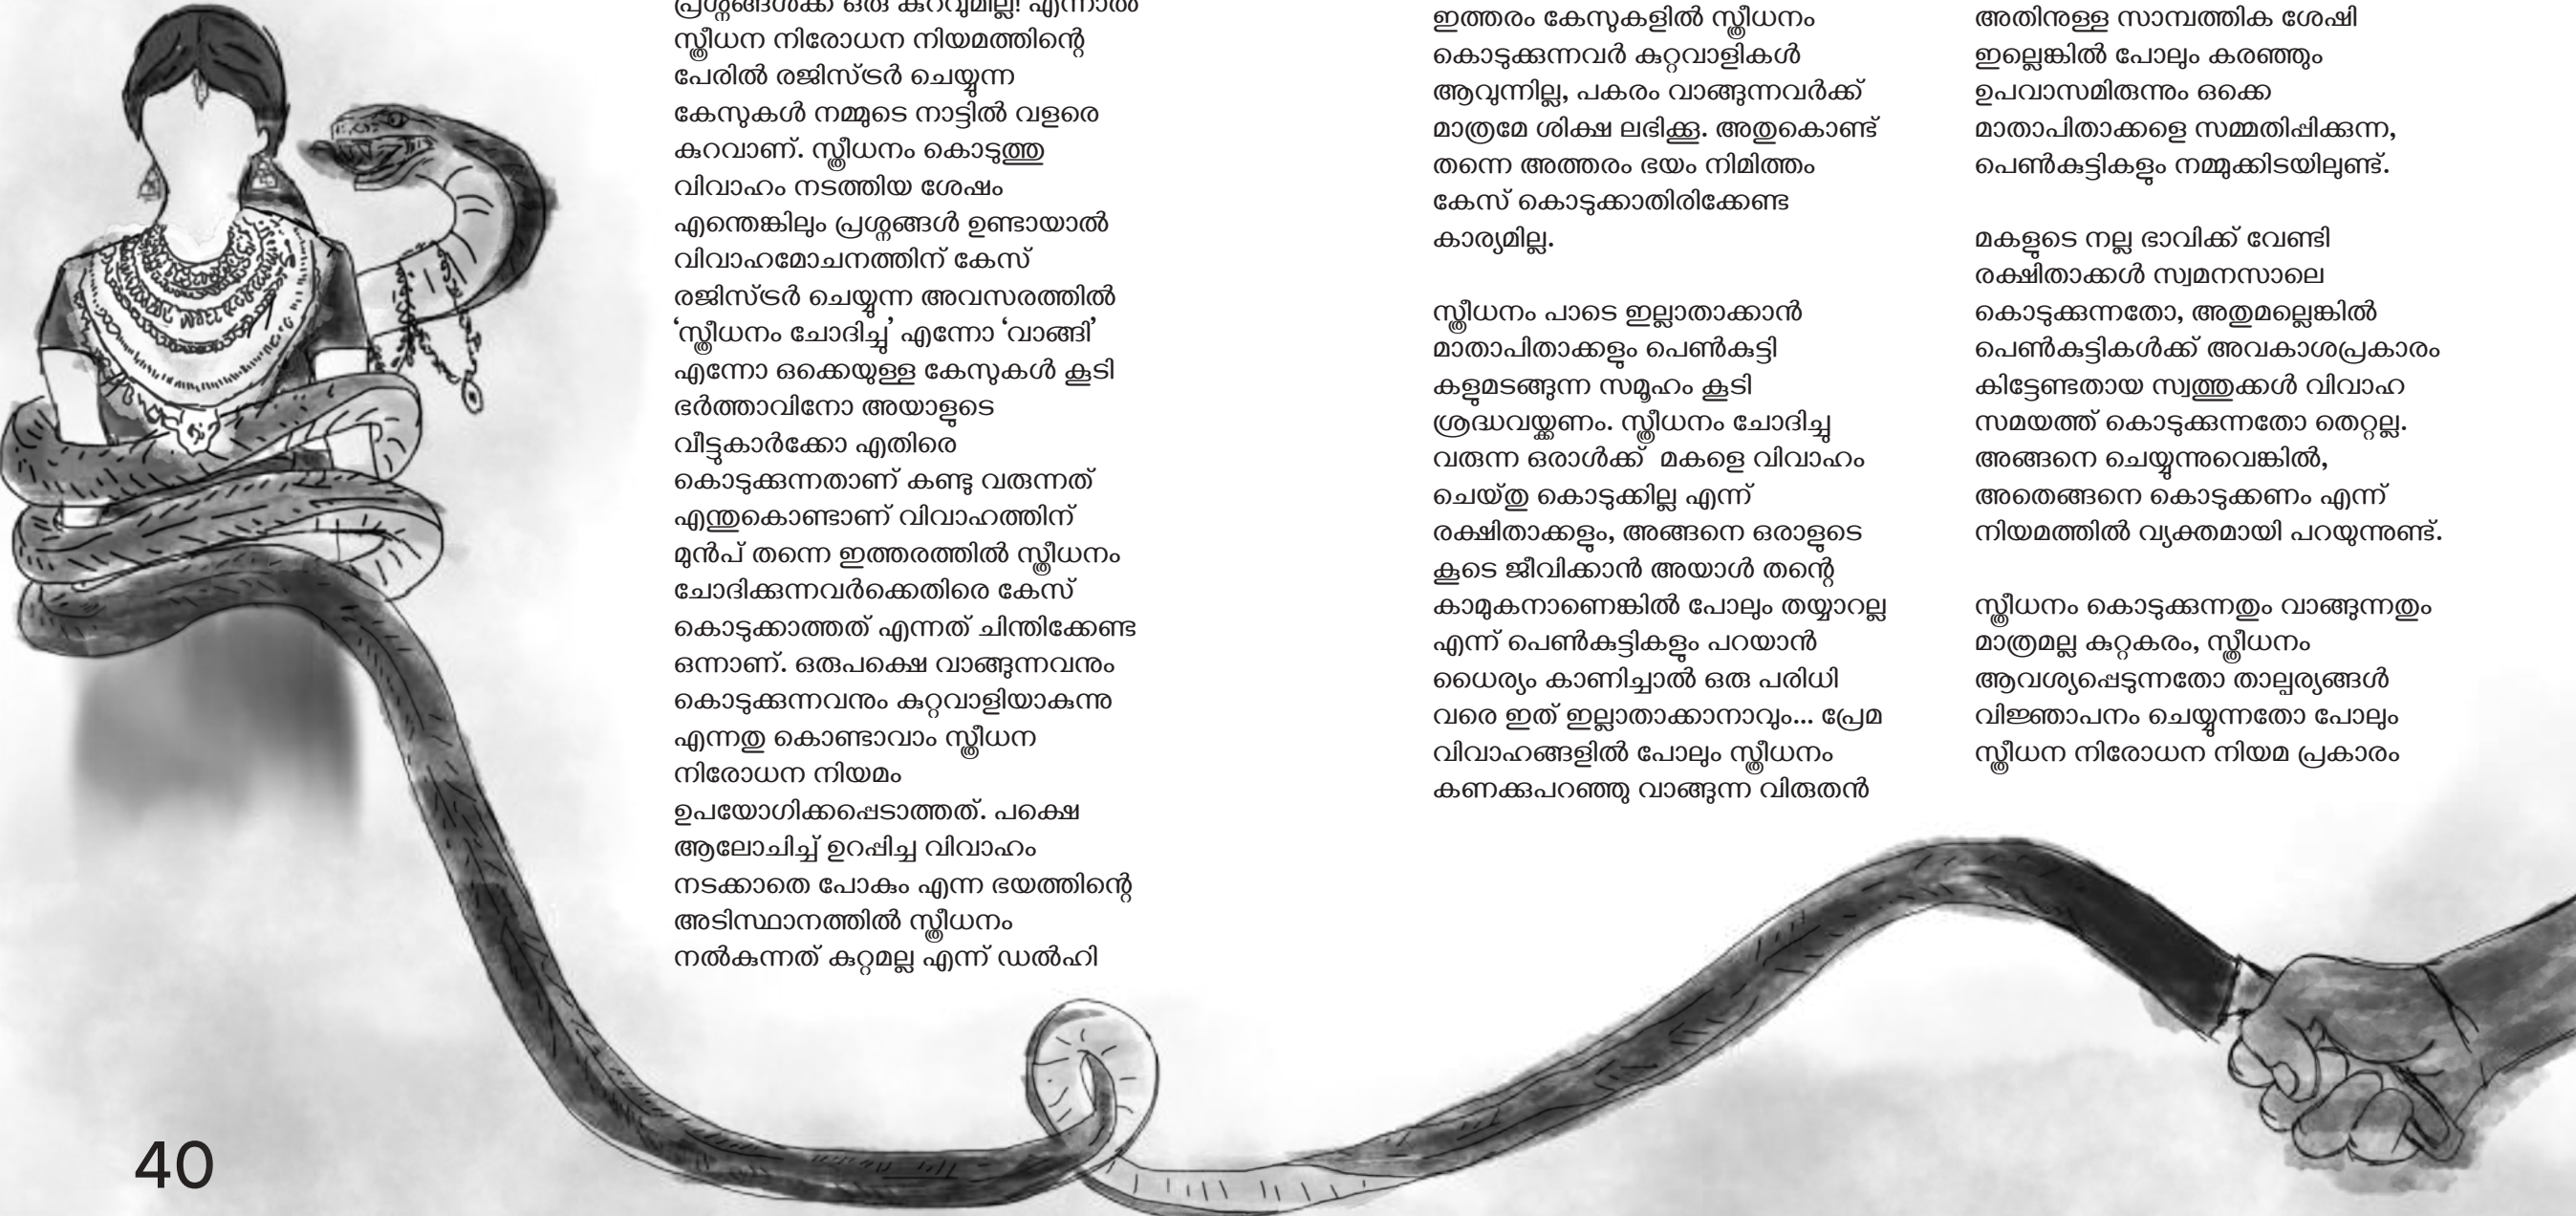 പ്രശ്നങ്ങൾക്ക് ഒരു കുറവുമില്ല! എന്നാൽ
സ്ത്രീധന നിരോധന നിയമത്തിന്റെ
പേരിൽ രജിസ്ട്രർ ചെയ്യുന്ന
കേസുകൾ നമ്മുടെ നാട്ടിൽ വളരെ
കുറവാണ്. സ്ത്രീധനം കൊടുത്തു
വിവാഹം നടത്തിയ ശേഷം
എന്തെങ്കിലും പ്രശ്നങ്ങൾ ഉണ്ടായാൽ
വിവാഹമോചനത്തിന് കേസ്
രജിസ്ട്രർ ചെയ്യുന്ന അവസരത്തിൽ
‘സ്ത്രീധനം ചോദിച്ചു’ എന്നോ ‘വാങ്ങി’
എന്നോ ഒക്കെയുള്ള കേസുകൾ കൂടി
ഭർത്താവിനോ അയാളുടെ
വീട്ടുകാർക്കോ എതിരെ
കൊടുക്കുന്നതാണ് കണ്ടു വരുന്നത്
എന്തുകൊണ്ടാണ് വിവാഹത്തിന്
മുൻപ് തന്നെ ഇത്തരത്തിൽ സ്ത്രീധനം
ചോദിക്കുന്നവർക്കെതിരെ കേസ്
കൊടുക്കാത്തത് എന്നത് ചിന്തിക്കേണ്ട
ഒന്നാണ്. ഒരുപക്ഷെ വാങ്ങുന്നവനും
കൊടുക്കുന്നവനും കുറ്റവാളിയാകുന്നു
എന്നതു കൊണ്ടാവാം സ്ത്രീധന
നിരോധന നിയമം
ഉപയോഗിക്കപ്പെടാത്തത്. പക്ഷെ
ആലോചിച്ച് ഉറപ്പിച്ച വിവാഹം
നടക്കാതെ പോകും എന്ന ഭയത്തിന്റെ
അടിസ്ഥാനത്തിൽ സ്ത്രീധനം
നൽകുന്നത് കുറ്റമല്ല എന്ന് ഡൽഹി
ഇത്തരം കേസുകളിൽ സ്ത്രീധനം
കൊടുക്കുന്നവർ കുറ്റവാളികൾ
ആവുന്നില്ല, പകരം വാങ്ങുന്നവർക്ക്
മാത്രമേ ശിക്ഷ ലഭിക്കൂ. അതുകൊണ്ട്
തന്നെ അത്തരം ഭയം നിമിത്തം
കേസ് കൊടുക്കാതിരിക്കേണ്ട
കാര്യമില്ല.
സ്ത്രീധനം പാടെ ഇല്ലാതാക്കാൻ
മാതാപിതാക്കളും പെൺകുട്ടി
കളുമടങ്ങുന്ന സമൂഹം കൂടി
ശ്രദ്ധവയ്ക്കണം. സ്ത്രീധനം ചോദിച്ചു
വരുന്ന ഒരാൾക്ക് മകളെ വിവാഹം
ചെയ്തു കൊടുക്കില്ല എന്ന്
രക്ഷിതാക്കളും, അങ്ങനെ ഒരാളുടെ
കൂടെ ജീവിക്കാൻ അയാൾ തന്റെ
കാമുകനാണെങ്കിൽ പോലും തയ്യാറല്ല
എന്ന് പെൺകുട്ടികളും പറയാൻ
ധൈര്യം കാണിച്ചാൽ ഒരു പരിധി
വരെ ഇത് ഇല്ലാതാക്കാനാവും... പ്രേമ
വിവാഹങ്ങളിൽ പോലും സ്ത്രീധനം
കണക്കുപറഞ്ഞു വാങ്ങുന്ന വിരുതൻ
അതിനുള്ള സാമ്പത്തിക ശേഷി
ഇല്ലെങ്കിൽ പോലും കരഞ്ഞും
ഉപവാസമിരുന്നും ഒക്കെ
മാതാപിതാക്കളെ സമ്മതിപ്പിക്കുന്ന,
പെൺകുട്ടികളും നമ്മുക്കിടയിലുണ്ട്.
മകളുടെ നല്ല ഭാവിക്ക് വേണ്ടി
രക്ഷിതാക്കൾ സ്വമനസാലെ
കൊടുക്കുന്നതോ, അതുമല്ലെങ്കിൽ
പെൺകുട്ടികൾക്ക് അവകാശപ്രകാരം
കിട്ടേണ്ടതായ സ്വത്തുക്കൾ വിവാഹ
സമയത്ത് കൊടുക്കുന്നതോ തെറ്റല്ല.
അങ്ങനെ ചെയ്യുന്നുവെങ്കിൽ,
അതെങ്ങനെ കൊടുക്കണം എന്ന്
നിയമത്തിൽ വ്യക്തമായി പറയുന്നുണ്ട്.
സ്ത്രീധനം കൊടുക്കുന്നതും വാങ്ങുന്നതും
മാത്രമല്ല കുറ്റകരം, സ്ത്രീധനം
ആവശ്യപ്പെടുന്നതോ താല്പര്യങ്ങൾ
വിജ്ഞാപനം ചെയ്യുന്നതോ പോലും
സ്ത്രീധന നിരോധന നിയമ പ്രകാരം
40